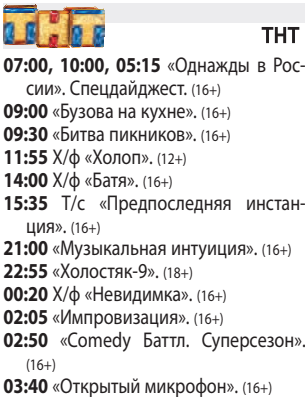 ТНТ
ТНТ
07:00, 10:00, 05:15 «Однажды в Рос-
сии». Спецдайджест. (16+)
09:00 «Бузова на кухне». (16+)
09:30 «Битва пикников». (16+)
11:55 Х/ф «Холоп». (12+)
14:00 Х/ф «Батя». (16+)
15:35 Т/с «Предпоследняя инстан-
ция». (16+)
21:00 «Музыкальная интуиция». (16+)
22:55 «Холостяк-9». (18+)
00:20 Х/ф «Невидимка». (16+)
02:05 «Импровизация». (16+)
02:50 «Comedy Баттл. Суперсезон».
(16+)
03:40 «Открытый микрофон». (16+)